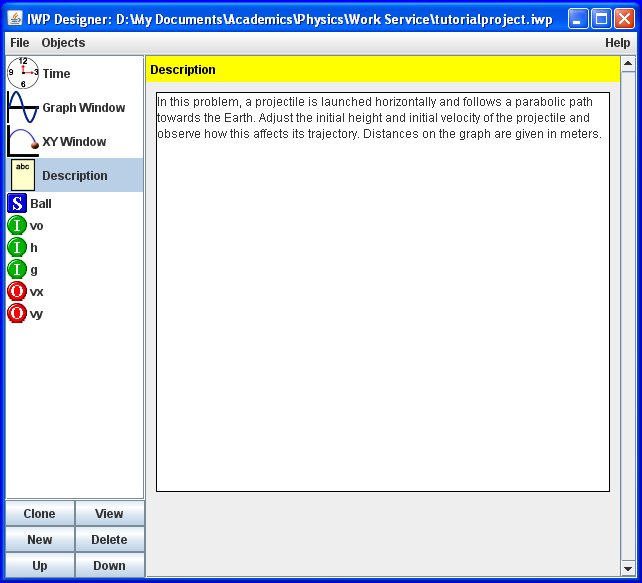 IWP Designer: D:\My Documents\Academics\Physics\Work Service\tutorialproject.iwp
File Objects Help
12
9 3
6
Time
Graph Window
XY Window
abc
Description
S Ball
I vo
I h
I g
O vx
O vy
Clone View
New Delete
Up Down
Description
In this problem, a projectile is launched horizontally and follows a parabolic path
towards the Earth. Adjust the initial height and initial velocity of the projectile and
observe how this affects its trajectory. Distances on the graph are given in meters.